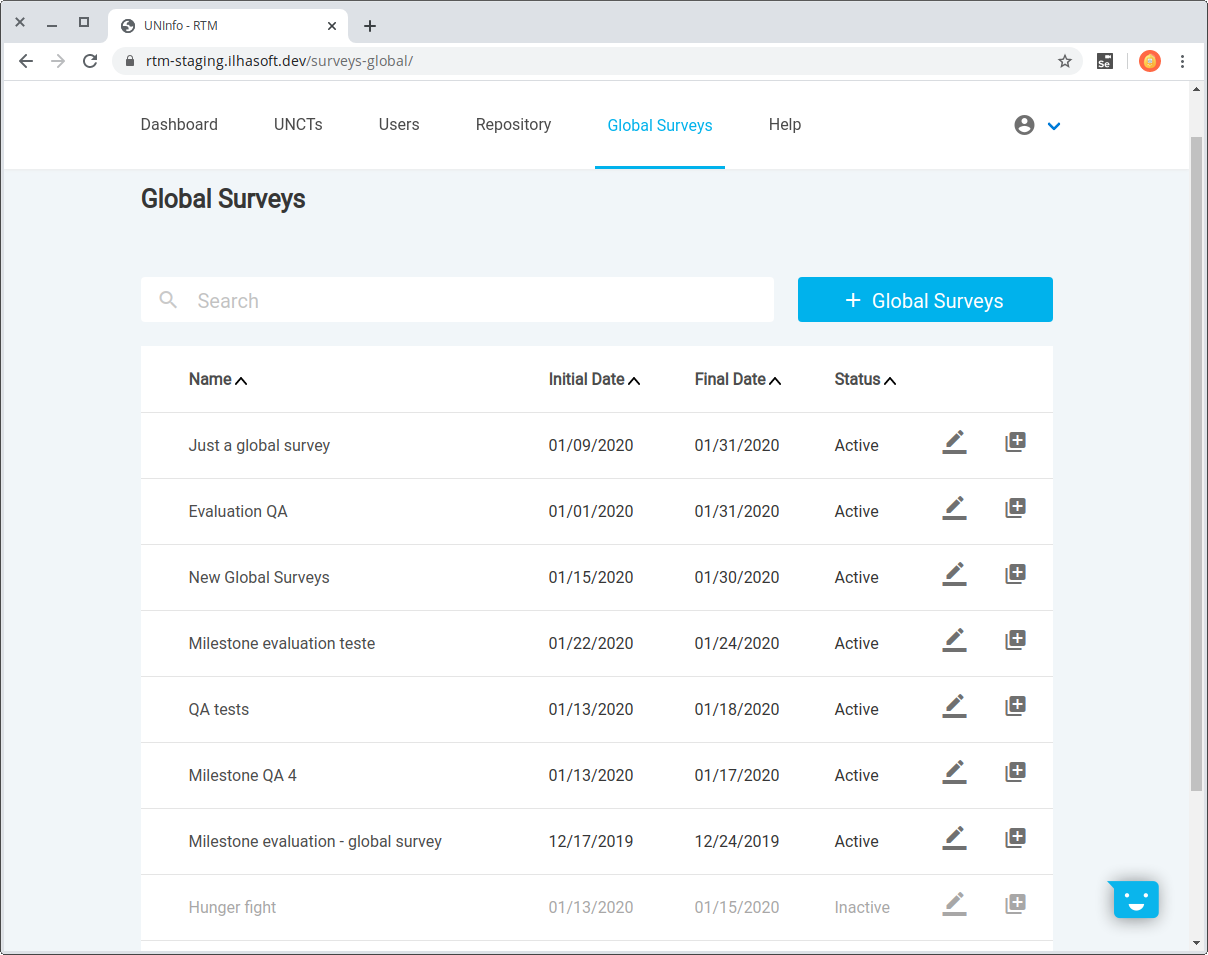 UNInfo - RTM
rtm-staging.ilhasoft.dev/surveys-global/
Se
Dashboard UNCTs Users Repository Global Surveys Help
Global Surveys
Search + Global Surveys
Name Initial Date Final Date Status
Just a global survey 01/09/2020 01/31/2020 Active
Evaluation QA 01/01/2020 01/31/2020 Active
New Global Surveys 01/15/2020 01/30/2020 Active
Milestone evaluation teste 01/22/2020 01/24/2020 Active
QA tests 01/13/2020 01/18/2020 Active
Milestone QA 4 01/13/2020 01/17/2020 Active
Milestone evaluation - global survey 12/17/2019 12/24/2019 Active
Hunger fight 01/13/2020 01/15/2020 Inactive